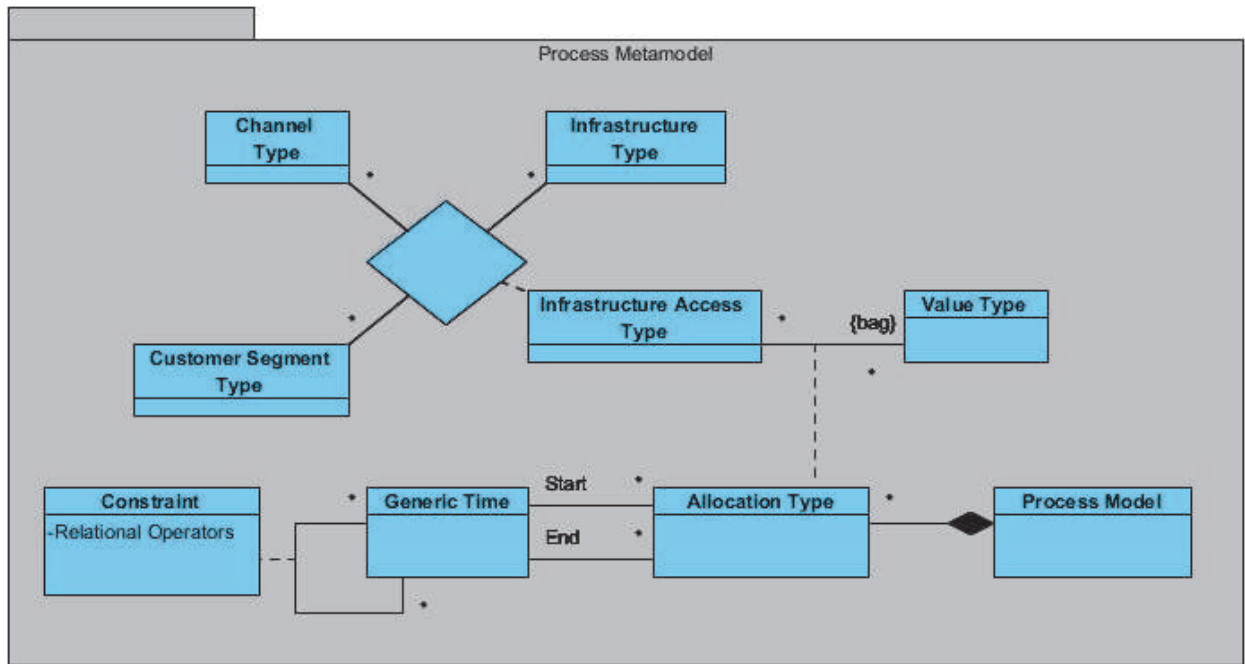 Process Metamodel
Channel
Type
Infrastructure
Type
*
*
Infrastructure Access
Type
Value Type
*
*
{bag}
*
Customer Segment
Type
Constraint
-Relational Operators
*
Generic Time
*
Start
*
End
*
Allocation Type
*
Process Model